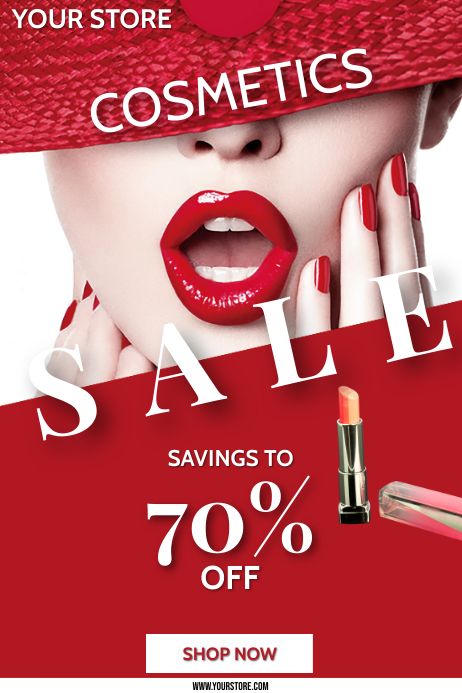 YOUR STORE
COSMETICS
SALE
SAVINGS TO
70%
OFF
SHOP NOW
WWW.YOURSTORE.COM